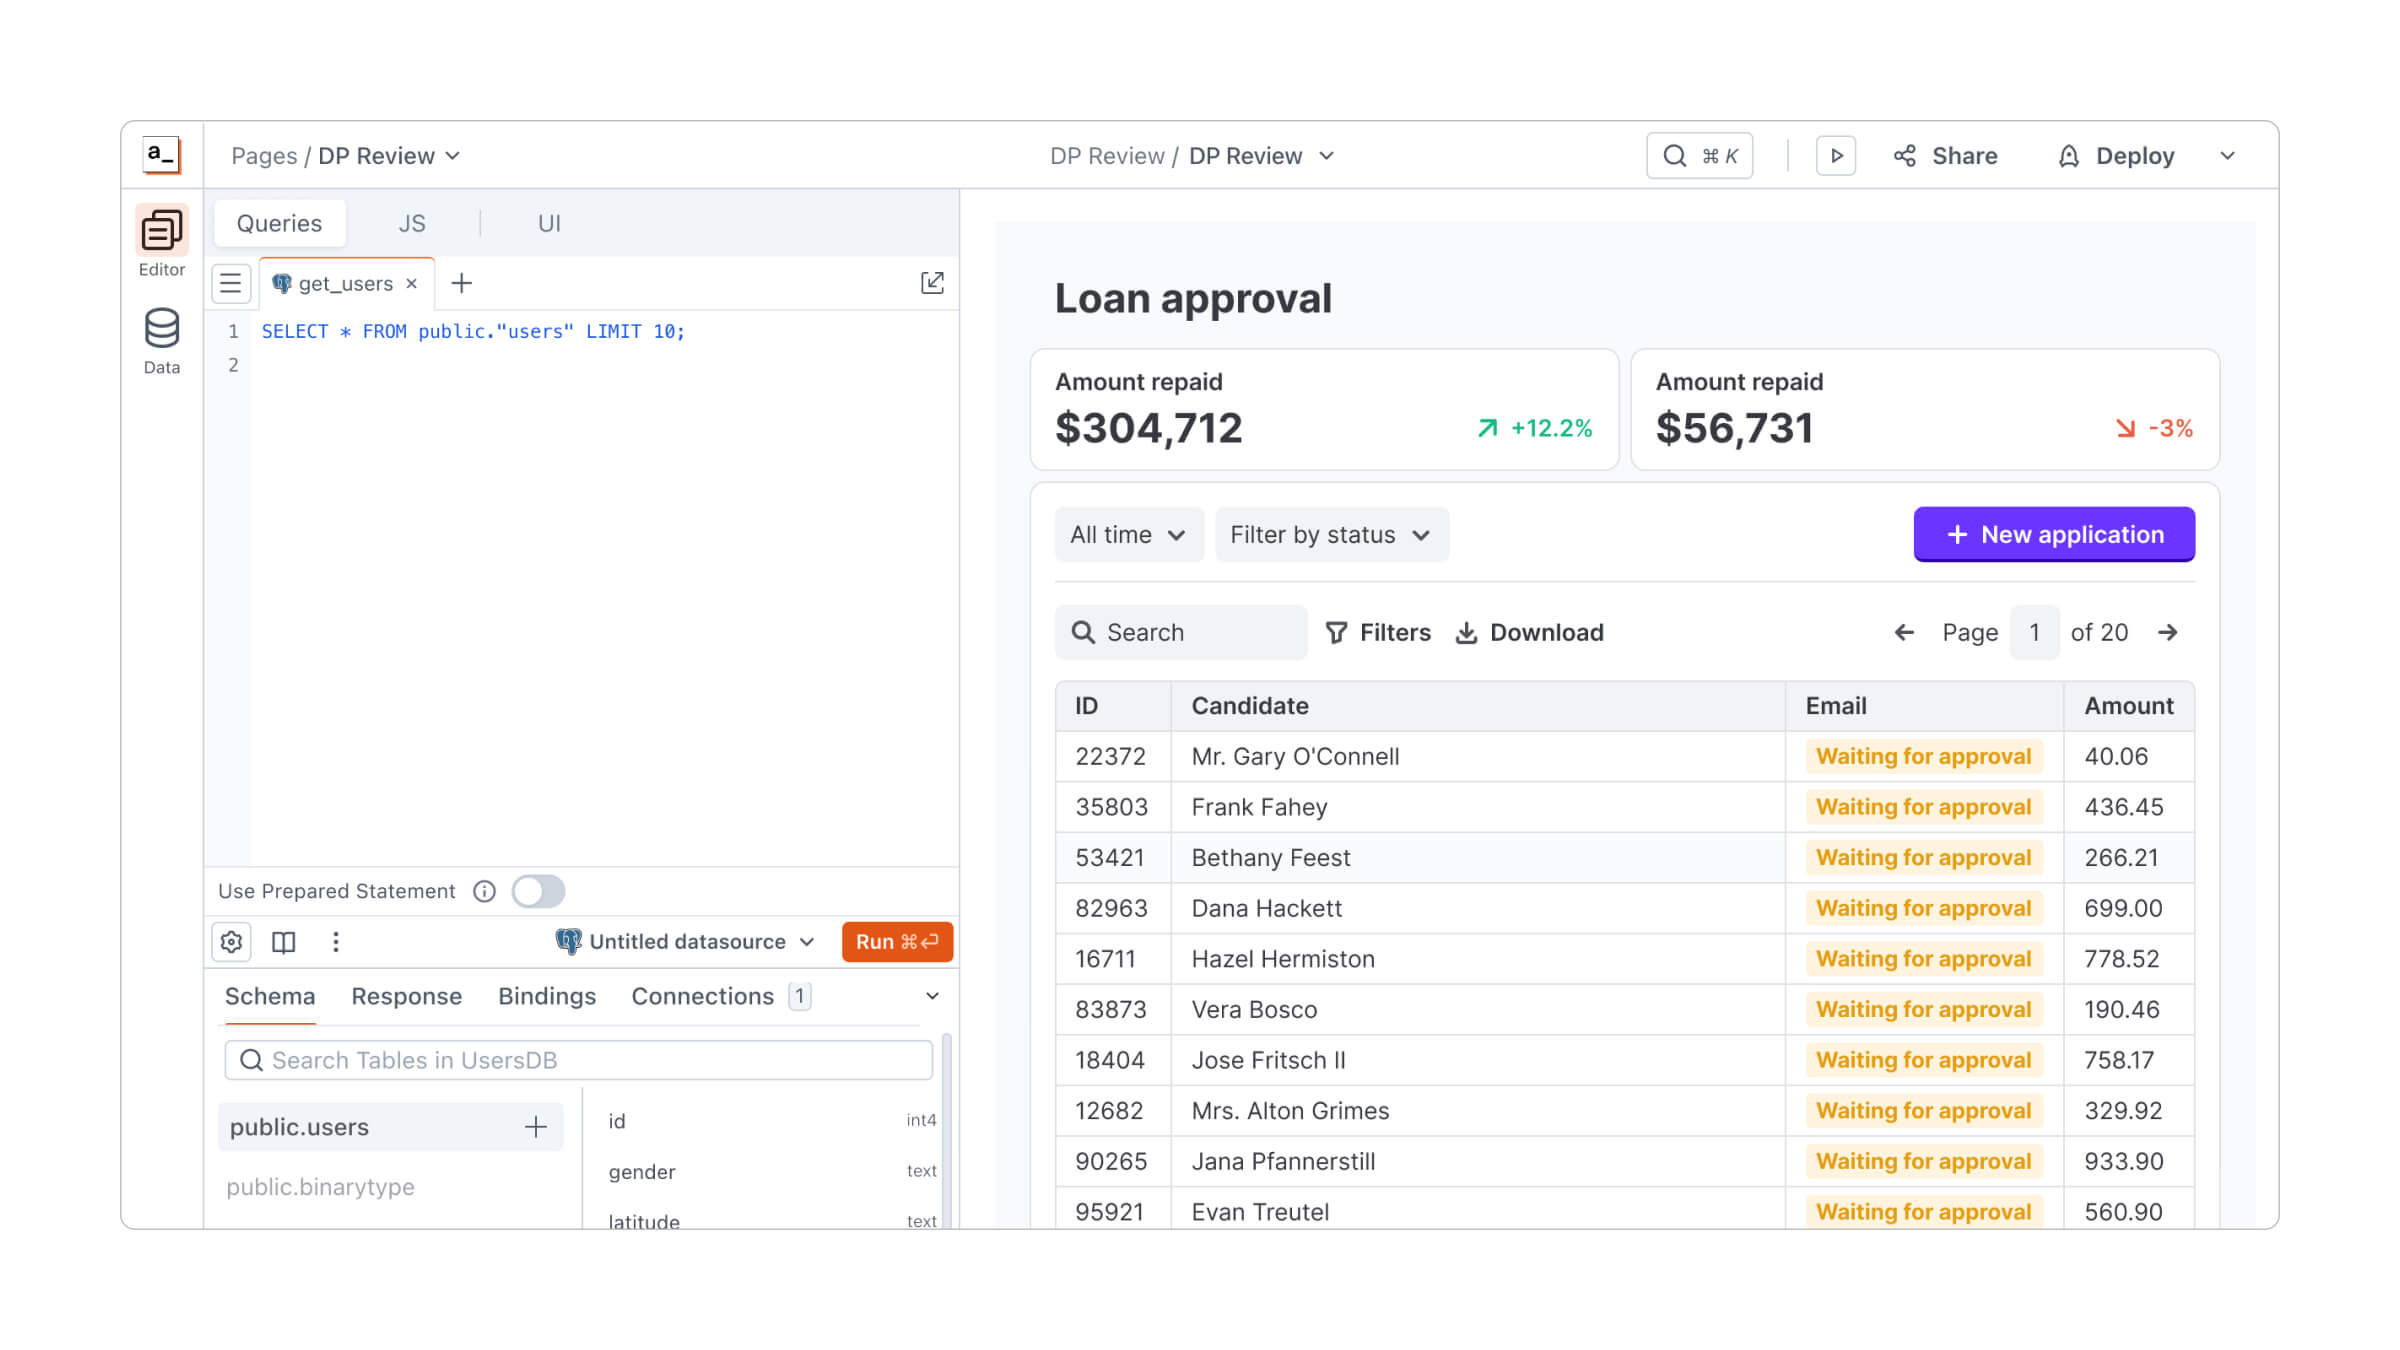 a_
Pages / DP Review
DP Review / DP Review
⌘ K
Share
Deploy
Editor
Data
Queries
JS
UI
get_users
1 SELECT * FROM public."users" LIMIT 10;
2
Use Prepared Statement
Untitled datasource
Run ⌘
Schema
Response
Bindings
Connections 1
Search Tables in UsersDB
public.users
public.binarytype
id int4
gender text
latitude text
Loan approval
Amount repaid
$304,712
+12.2%
Amount repaid
$56,731
-3%
All time
Filter by status
+ New application
Search
Filters
Download
Page 1 of 20
ID Candidate Email Amount
22372 Mr. Gary O'Connell Waiting for approval 40.06
35803 Frank Fahey Waiting for approval 436.45
53421 Bethany Feest Waiting for approval 266.21
82963 Dana Hackett Waiting for approval 699.00
16711 Hazel Hermiston Waiting for approval 778.52
83873 Vera Bosco Waiting for approval 190.46
18404 Jose Fritsch II Waiting for approval 758.17
12682 Mrs. Alton Grimes Waiting for approval 329.92
90265 Jana Pfannerstill Waiting for approval 933.90
95921 Evan Treutel Waiting for approval 560.90